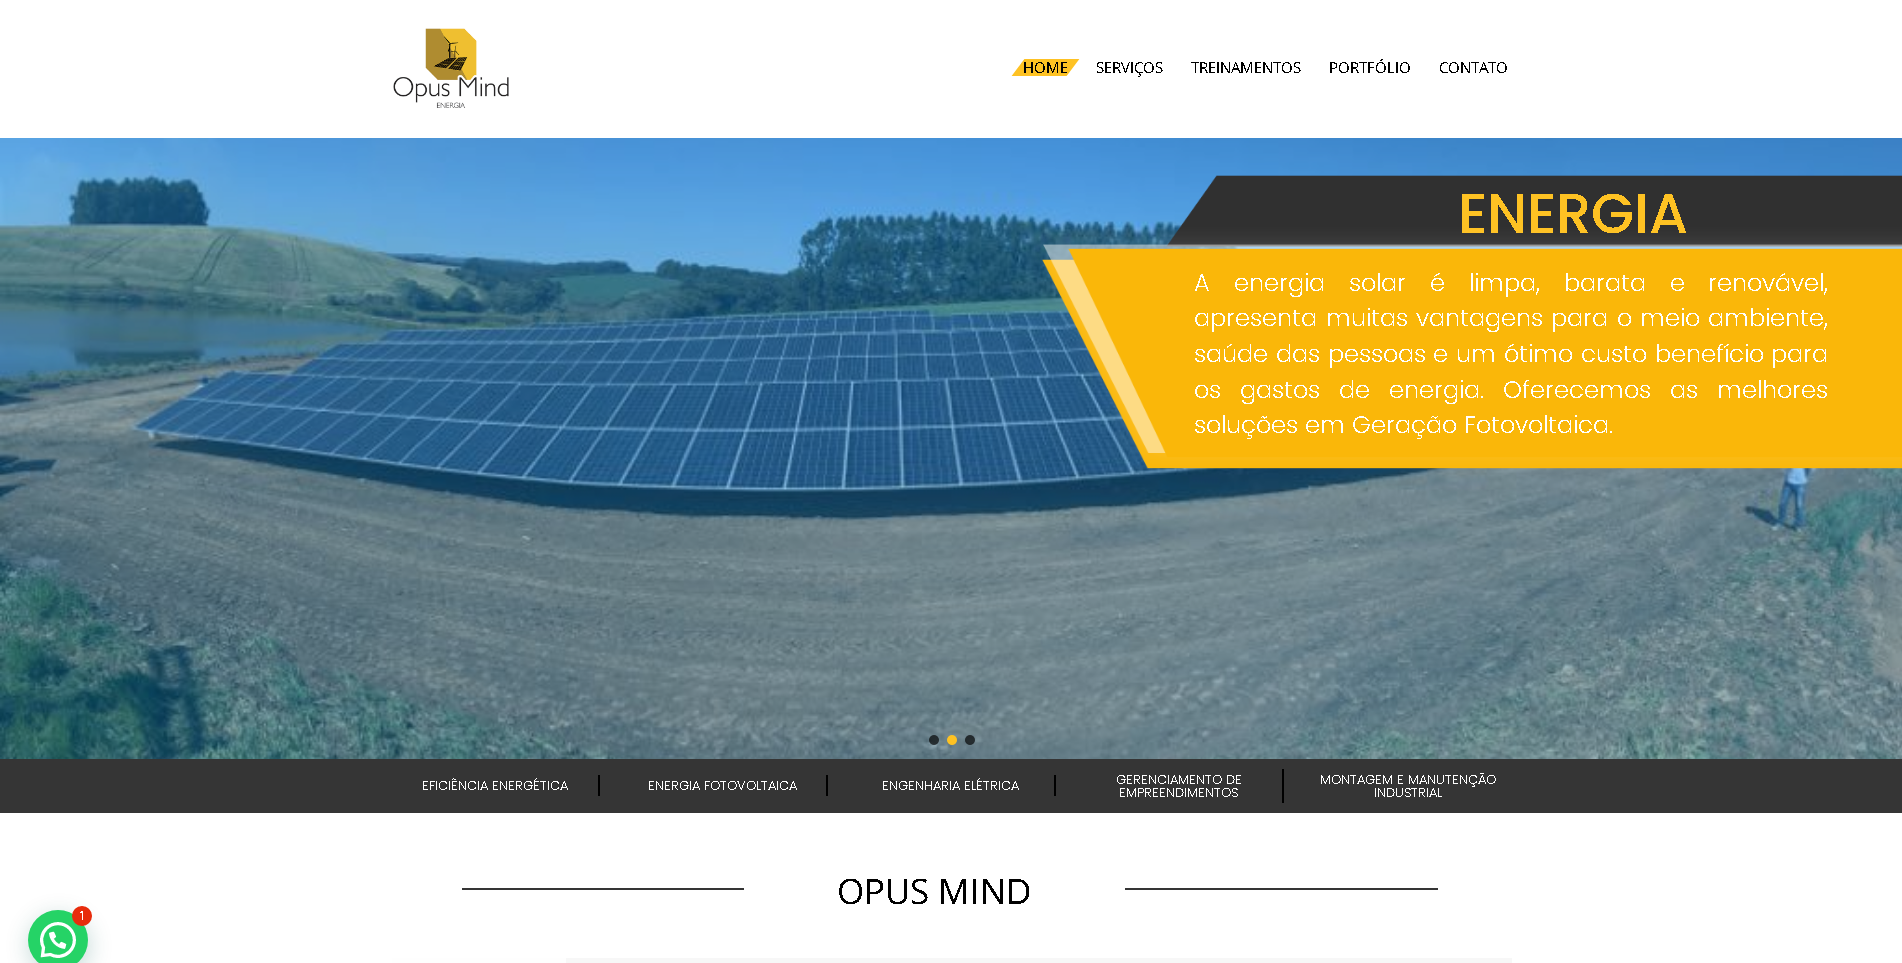 Opus Mind
ENERGIA
HOME SERVIÇOS TREINAMENTOS PORTFÓLIO CONTATO
ENERGIA
A energia solar é limpa, barata e renovável,
apresenta muitas vantagens para o meio ambiente,
saúde das pessoas e um ótimo custo benefício para
os gastos de energia. Oferecemos as melhores
soluções em Geração Fotovoltaica.
EFICIÊNCIA ENERGÉTICA
ENERGIA FOTOVOLTAICA
ENGENHARIA ELÉTRICA
GERENCIAMENTO DE
EMPREENDIMENTOS
MONTAGEM E MANUTENÇÃO
INDUSTRIAL
OPUS MIND
1